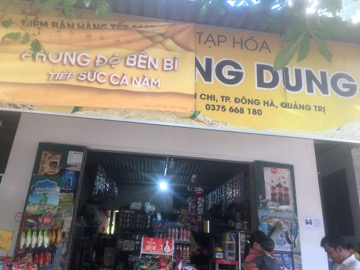 ĐIỂM BÁN HÀNG TẾT
PHONG ĐỘ BỀN BỈ
TIẾP SỨC CẢ NĂM
TẠP HÓA
NG DUNG
CHI, TP. ĐÔNG HÀ, QUẢNG TRỊ
0375 668 180